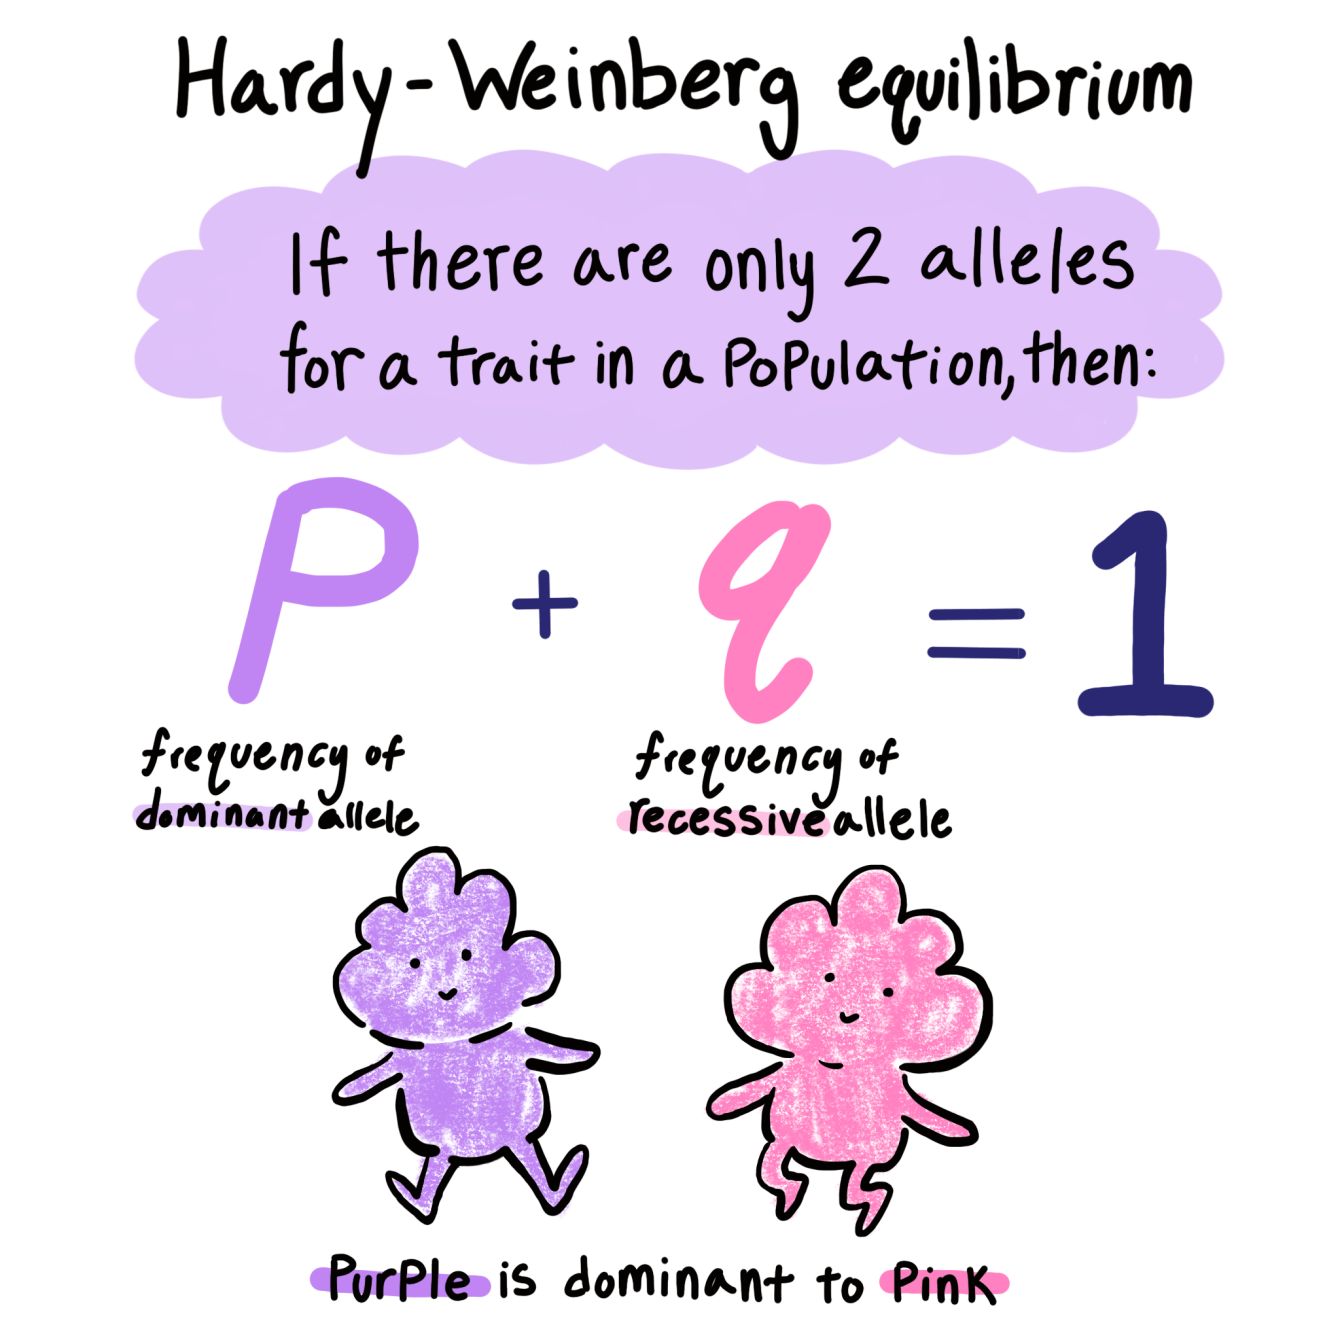 Hardy-Weinberg equilibrium
If there are only 2 alleles
for a trait in a PoPulation, then:
P + q = 1
frequency of
dominant allele
frequency of
recessive allele
PurPle is dominant to Pink